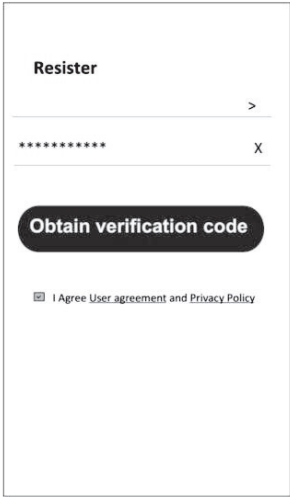 Resister
>
*********** X
Obtain verification code
I Agree User agreement and Privacy Policy